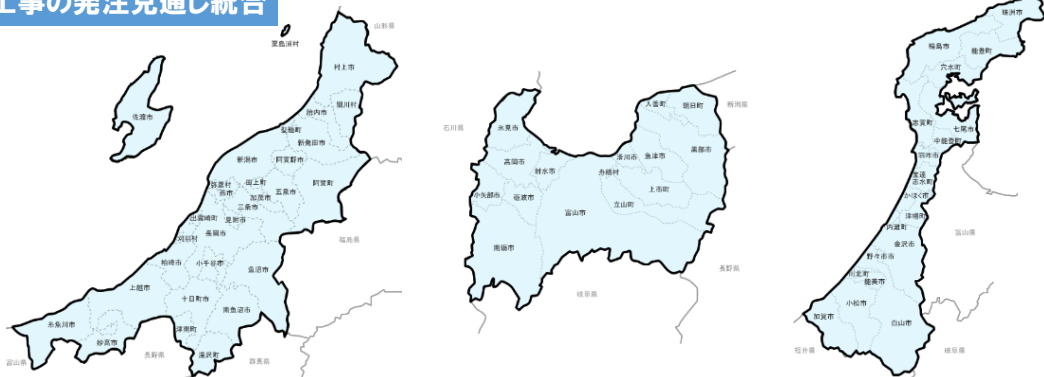 工事の発注見通し統合
山形県
粟島浦村
村上市
関川村
胎内市
佐渡市
聖籠町
新発田市
新潟市
阿賀野市
弥彦村
田上町
阿賀町
燕市
加茂市
五泉市
三条市
出雲崎町
見附市
刈羽村
長岡市
福島県
柏崎市
小千谷市
魚沼市
上越市
十日町市
南魚沼市
糸魚川市
津南町
妙高市
湯沢町
富山県
長野県
群馬県
入善町
朝日町
新潟県
石川県
氷見市
高岡市
滑川市
魚津市
黒部市
射水市
舟橋村
小矢部市
砺波市
上市町
立山町
富山市
南砺市
長野県
岐阜県
珠洲市
輪島市
能登町
穴水町
志賀町
七尾市
中能登町
羽咋市
宝達
志水町
かほく市
津幡町
内灘町
富山県
金沢市
野々市市
川北町
能美市
小松市
加賀市
白山市
福井県
岐阜県